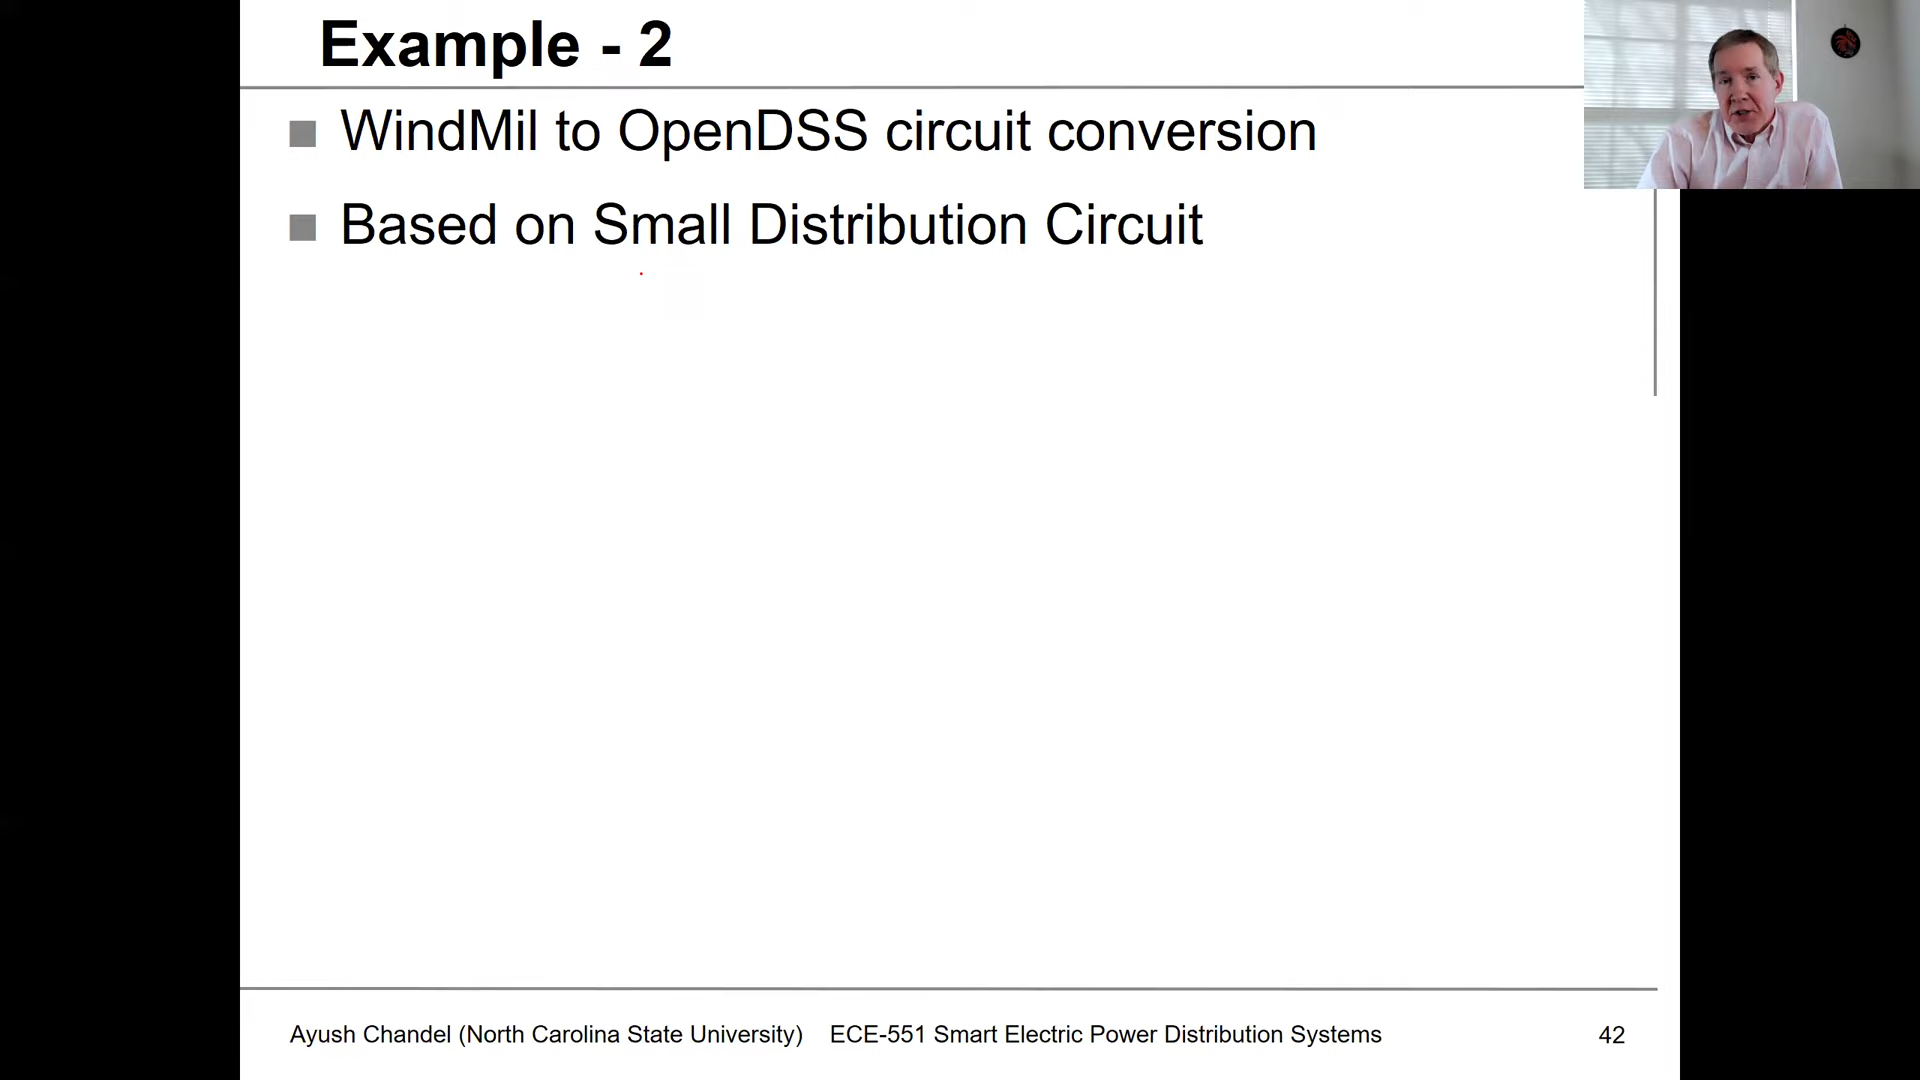 Example - 2
WindMil to OpenDSS circuit conversion
Based on Small Distribution Circuit
Ayush Chandel (North Carolina State University) ECE-551 Smart Electric Power Distribution Systems 42